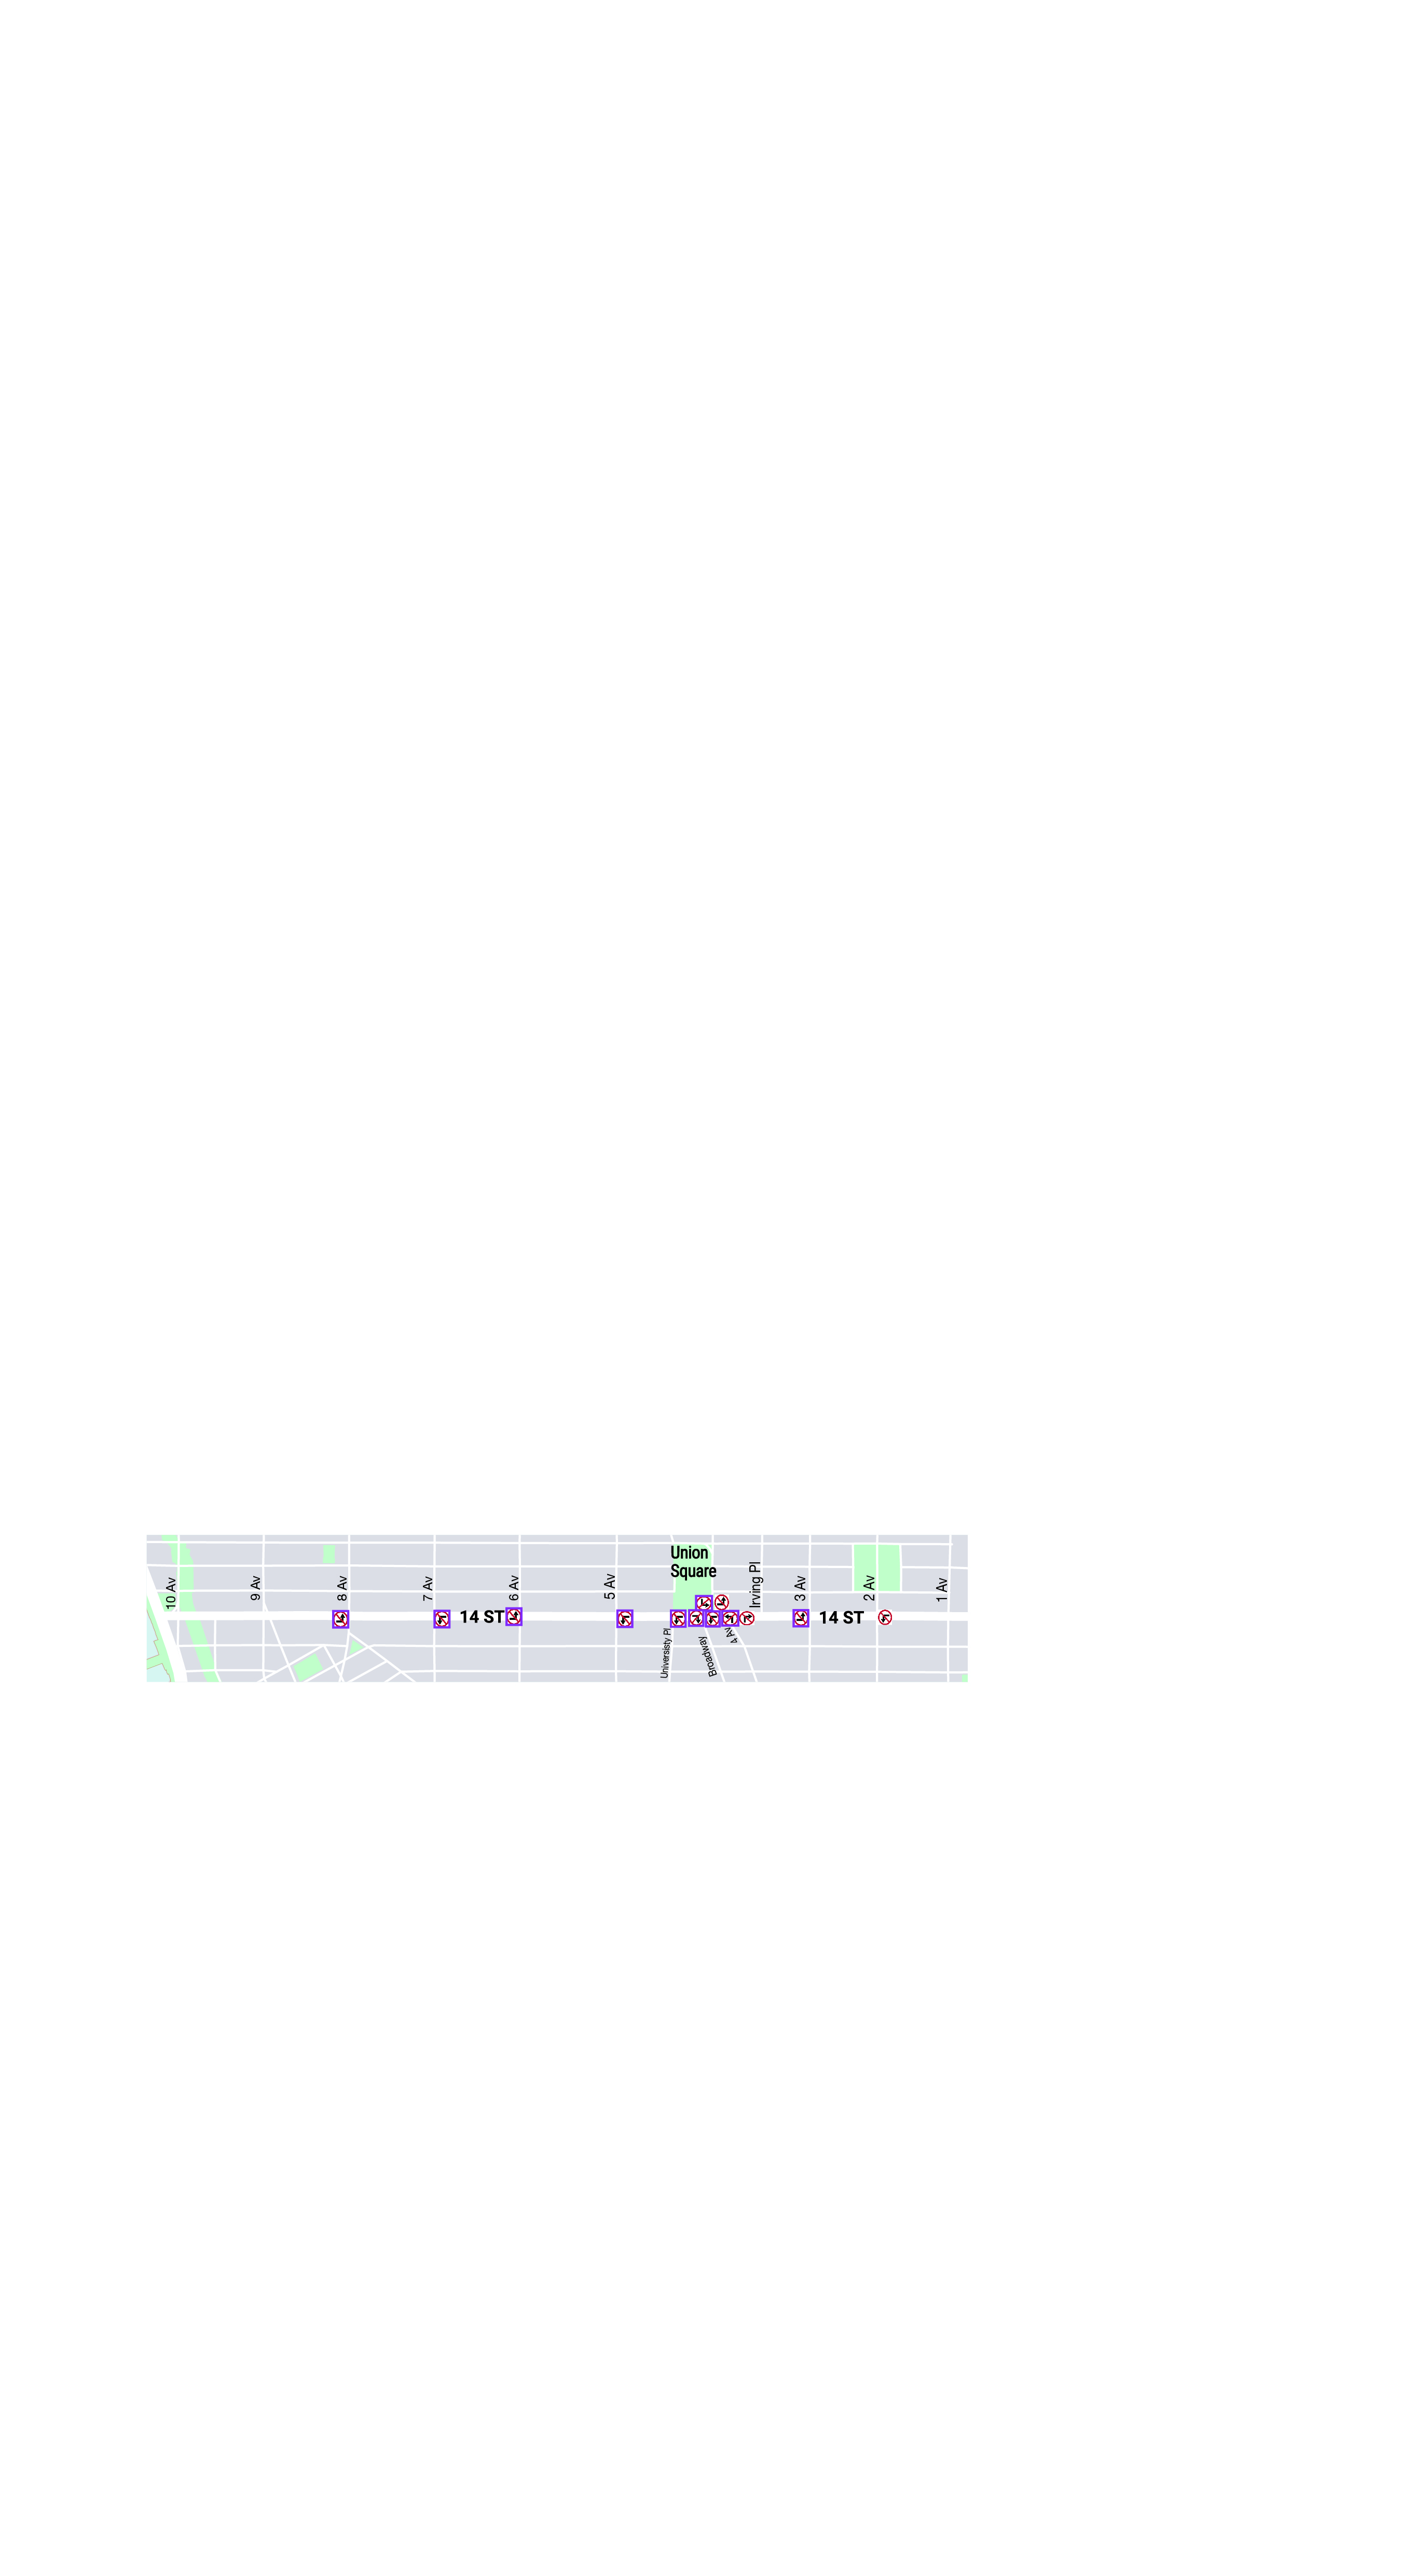 Union
Square
10 Av
9 Av
8 Av
7 Av
6 Av
5 Av
Irving Pl
3 Av
2 Av
1 Av
14 ST
14 ST
Universisty Pl
Broadway
4 Av